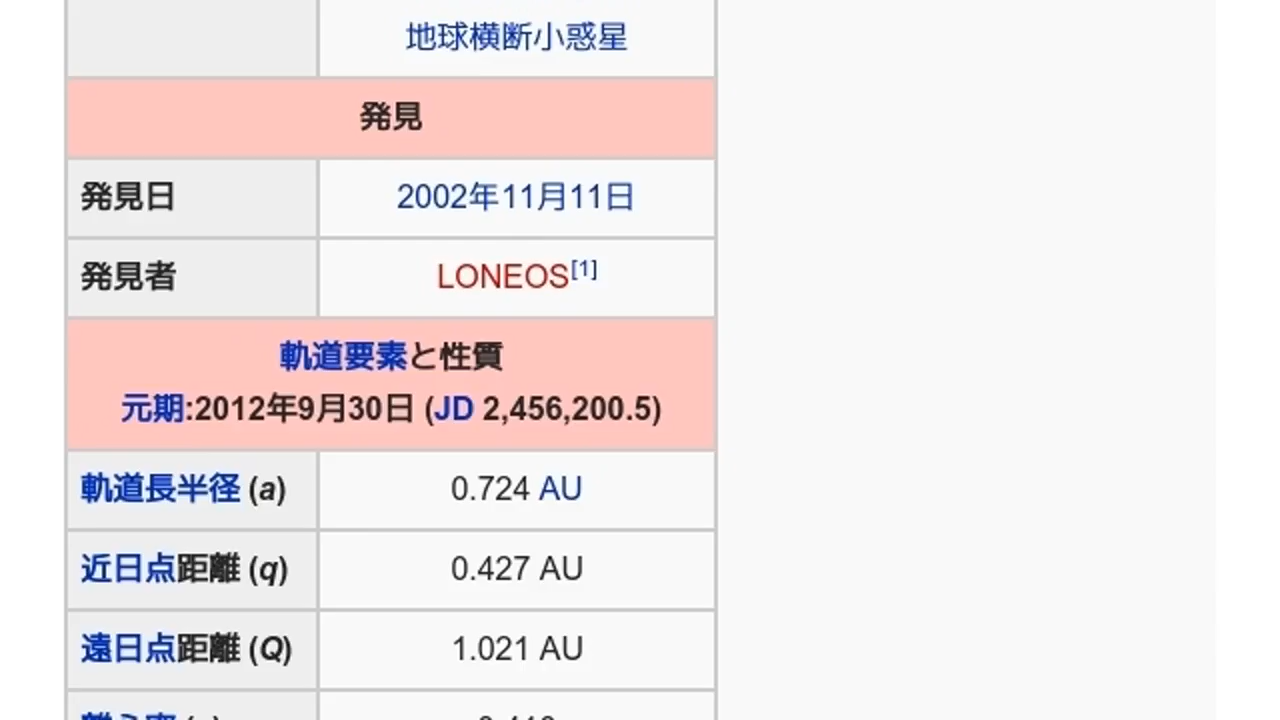 地球横断小惑星
発見
発見日 2002年11月11日
発見者 LONEOS[1]
軌道要素と性質
元期:2012年9月30日 (JD 2,456,200.5)
軌道長半径 (a) 0.724 AU
近日点距離 (q) 0.427 AU
遠日点距離 (Q) 1.021 AU